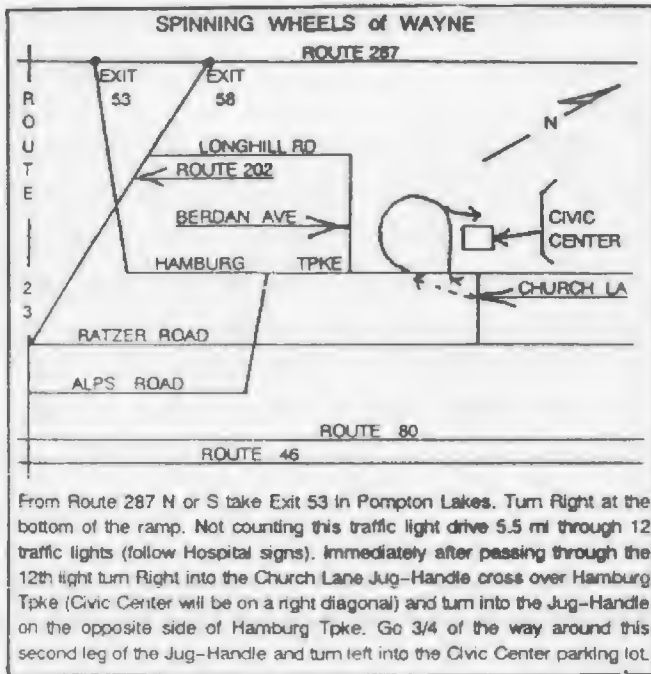 SPINNING WHEELS of WAYNE
ROUTE 287
EXIT
53
EXIT
58
ROUTE
23
N
LONGHILL RD
ROUTE 202
BERDAN AVE
CIVIC
CENTER
HAMBURG TPKE
CHURCH LA
RATZER ROAD
ALPS ROAD
ROUTE 80
ROUTE 46
From Route 287 N or S take Exit 53 in Pompton Lakes. Turn Right at the
bottom of the ramp. Not counting this traffic light drive 5.5 mi through 12
traffic lights (follow Hospital signs). Immediately after passing through the
12th light turn Right into the Church Lane Jug-Handle cross over Hamburg
Tpke (Civic Center will be on a right diagonal) and turn into the Jug-Handle
on the opposite side of Hamburg Tpke. Go 3/4 of the way around this
second leg of the Jug-Handle and turn left into the Civic Center parking lot.